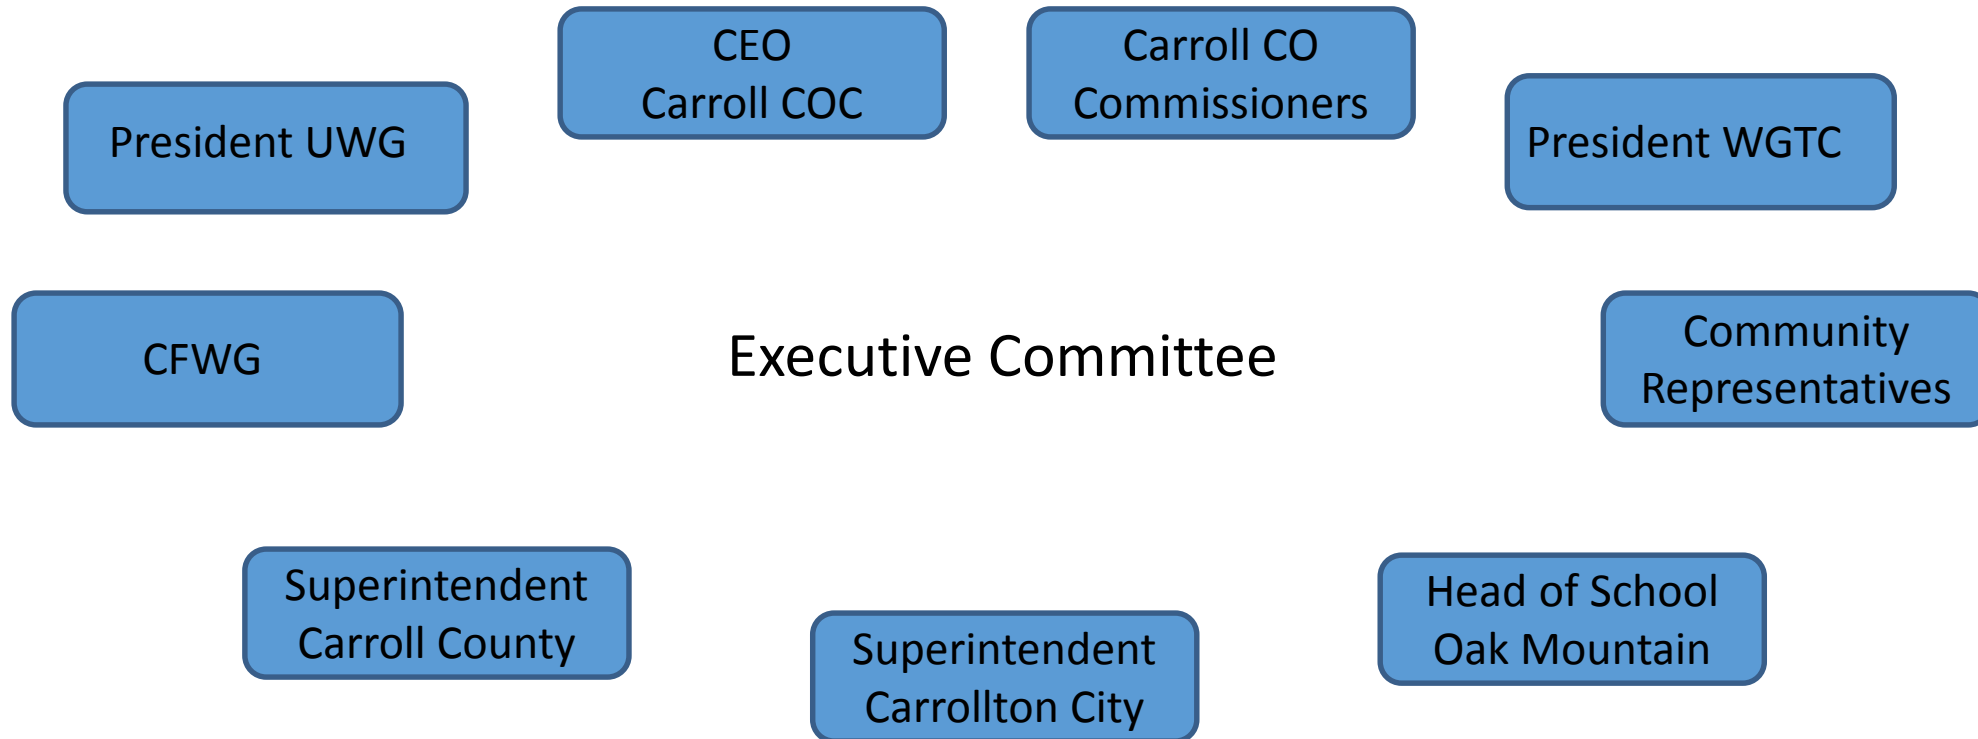 CEO
Carroll COC
Carroll CO
Commissioners
President UWG
President WGTC
CFWG
Executive Committee
Community
Representatives
Superintendent
Carroll County
Superintendent
Carrollton City
Head of School
Oak Mountain